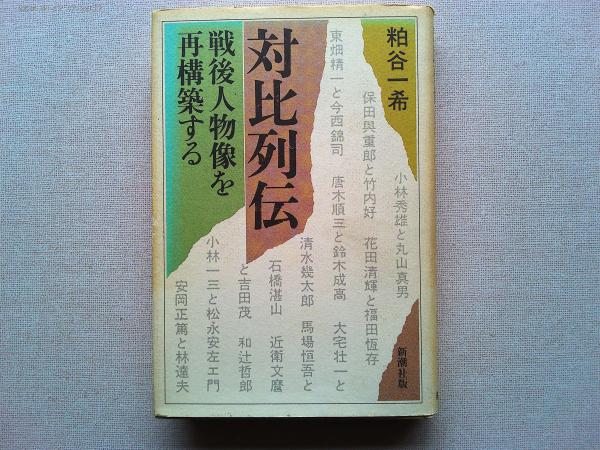 粕谷一希
小林秀雄と丸山真男
保田與重郎と竹内好　花田清輝と福田恆存
東畑精一と今西錦司　唐木順三と鈴木成高　大宅壮一と
清水幾太郎　馬場恒吾と
石橋湛山　近衛文麿
と吉田茂　和辻哲郎
小林一三と松永安左エ門
安岡正篤と林達夫
対比列伝
戦後人物像を
再構築する
新潮社版